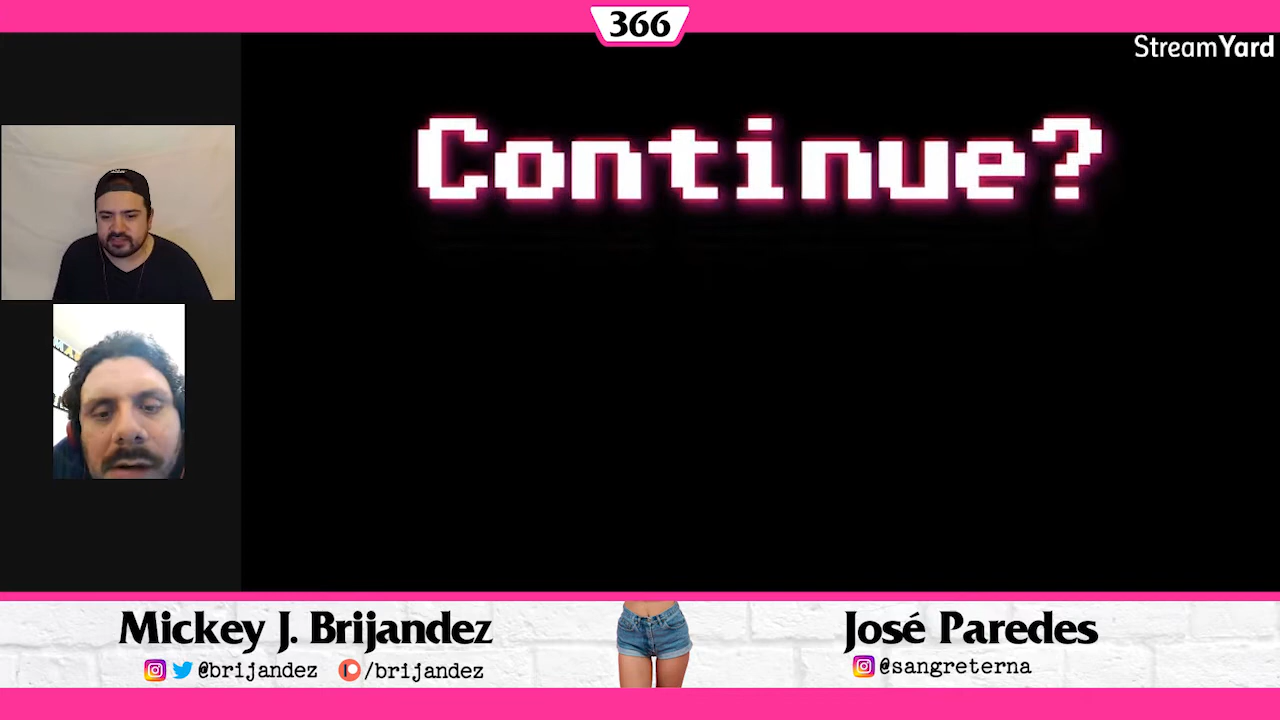 366
StreamYard
Continue?
Mickey J. Brijandez
José Paredes
@brijandez /brijandez
@sangreterna